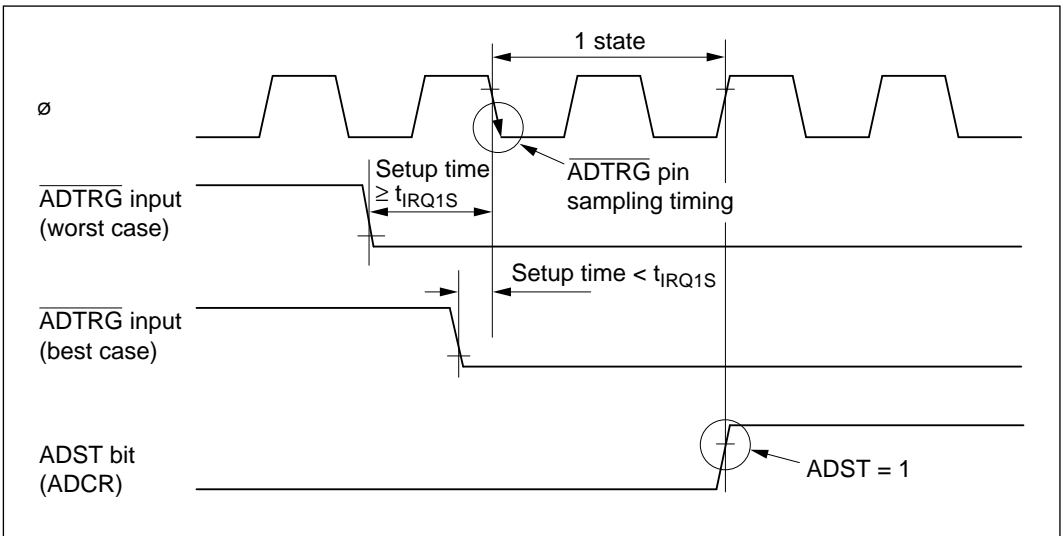 1 state
ø
Setup time
≥ tIRQ1S
ADTRG pin
sampling timing
ADTRG input
(worst case)
Setup time < tIRQ1S
ADTRG input
(best case)
ADST bit
(ADCR)
ADST = 1